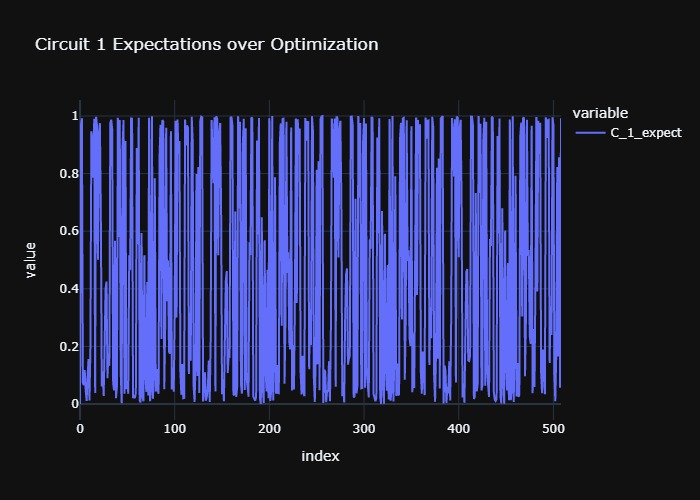 Circuit 1 Expectations over Optimization
variable
C_1_expect
value
1
0.8
0.6
0.4
0.2
0
0 100 200 300 400 500
index